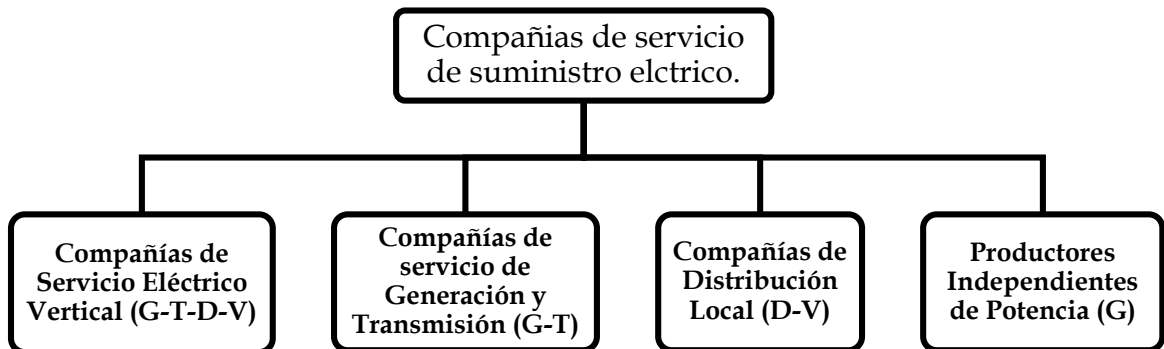 Compañias de servicio
de suministro elctrico.
Compañías de
Servicio Eléctrico
Vertical (G-T-D-V)
Compañías de
servicio de
Generación y
Transmisión (G-T)
Compañías de
Distribución
Local (D-V)
Productores
Independientes
de Potencia (G)